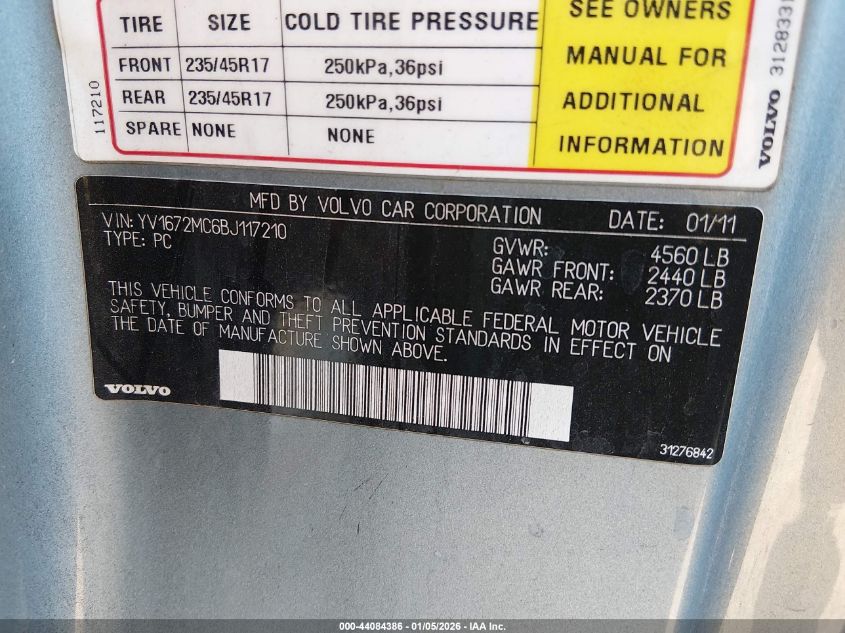 TIRE SIZE COLD TIRE PRESSURE
FRONT 235/45R17 250kPa,36psi
REAR 235/45R17 250kPa,36psi
SPARE NONE NONE
SEE OWNERS
MANUAL FOR
ADDITIONAL
INFORMATION
117210
VOLVO
MFD BY VOLVO CAR CORPORATION DATE: 01/11
VIN: YV1672MC6BJ117210
TYPE: PC
GVWR: 4560 LB
GAWR FRONT: 2440 LB
GAWR REAR: 2370 LB
THIS VEHICLE CONFORMS TO ALL APPLICABLE FEDERAL MOTOR VEHICLE
SAFETY, BUMPER AND THEFT PREVENTION STANDARDS IN EFFECT ON
THE DATE OF MANUFACTURE SHOWN ABOVE.
VOLVO
31276842
000-44084386 - 01/05/2026 - IAA Inc.